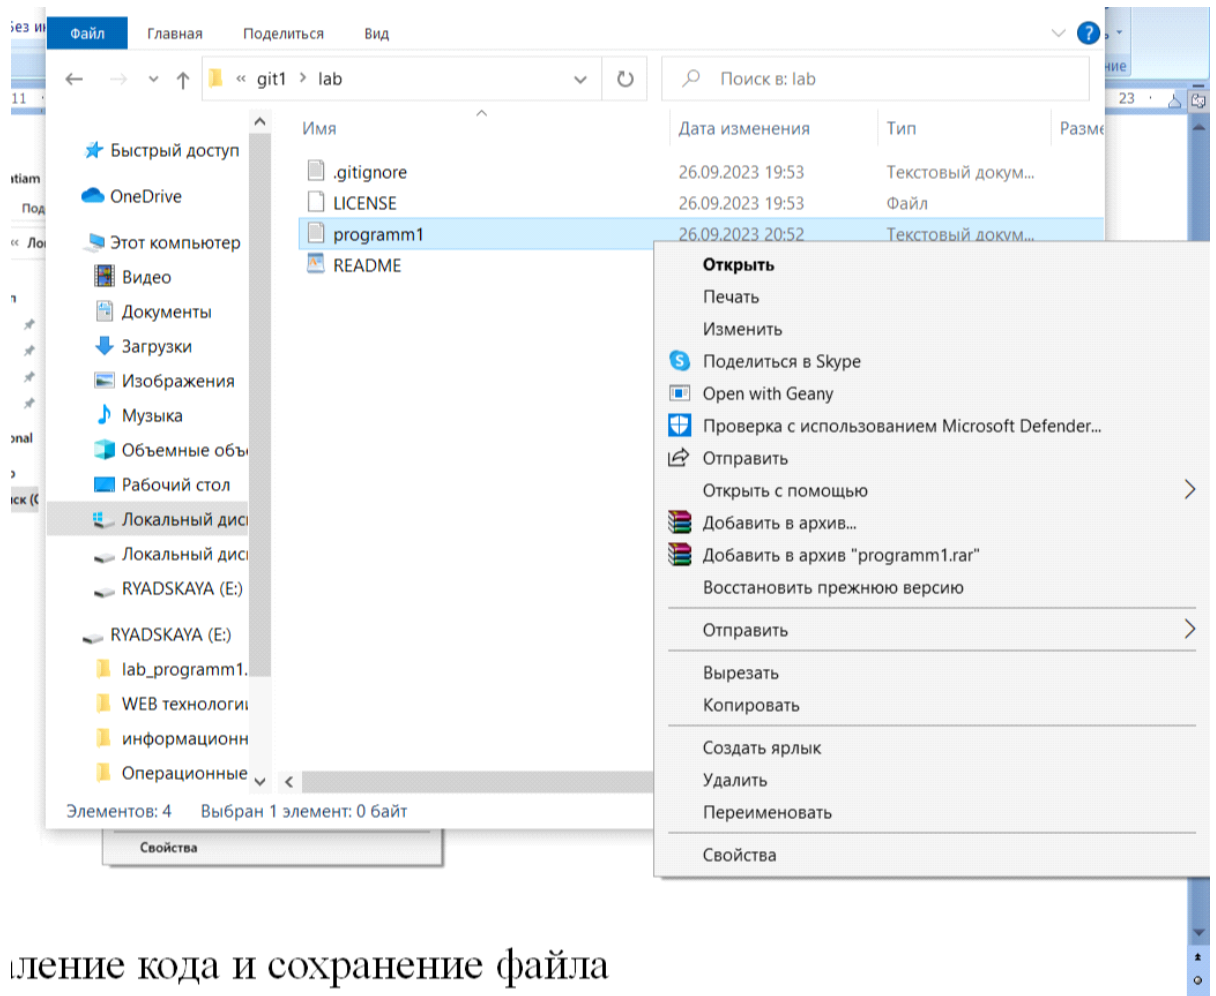 Файл Главная Поделиться Вид
« git1 › lab Поиск в: lab
11 23
Имя Дата изменения Тип
Быстрый доступ
OneDrive
Этот компьютер
Видео
Документы
Загрузки
Изображения
Музыка
Рабочий стол
RYADSKAYA (E:)
RYADSKAYA (E:)
lab_programm1.
.gitignore 26.09.2023 19:53 Текстовый докум...
LICENSE 26.09.2023 19:53 Файл
programm1 26.09.2023 20:52 Текстовый докум...
README
Открыть
Печать
Изменить
Поделиться в Skype
Open with Geany
Проверка с использованием Microsoft Defender...
Отправить
Открыть с помощью
Добавить в архив...
Добавить в архив "programm1.rar"
Восстановить прежнюю версию
Отправить
Вырезать
Копировать
Создать ярлык
Удалить
Переименовать
Свойства
Элементов: 4 Выбран 1 элемент: 0 байт
Свойства
кода и сохранение файла